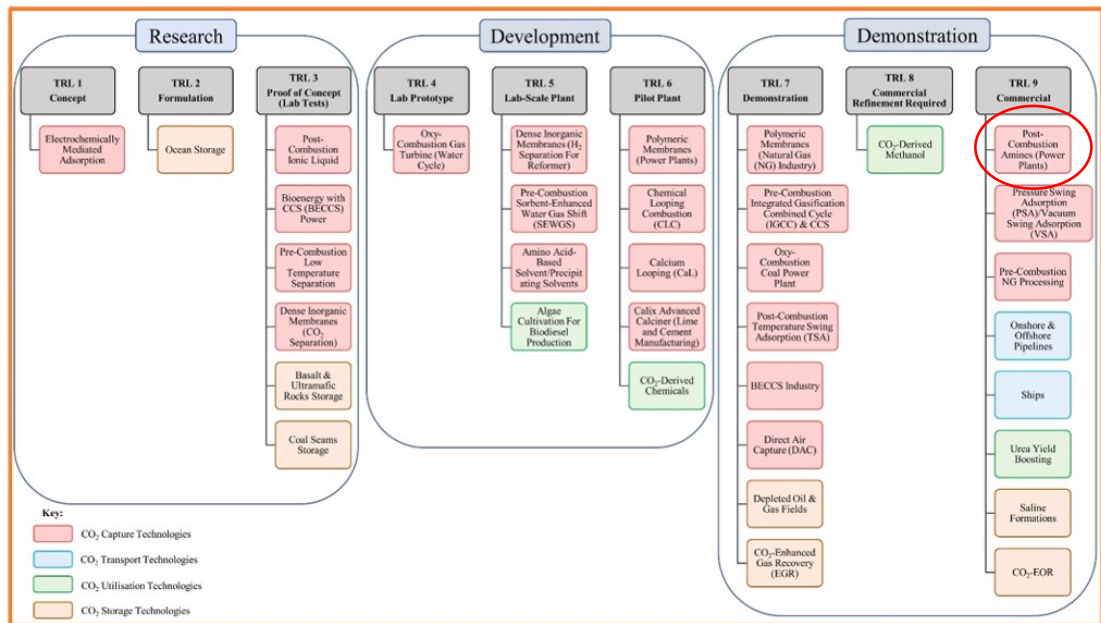 Research
Development
Demonstration
TRL 1
Concept
TRL 2
Formulation
TRL 3
Proof of Concept
(Lab Tests)
TRL 4
Lab Prototype
TRL 5
Lab-Scale Plant
TRL 6
Pilot Plant
TRL 7
Demonstration
TRL 8
Commercial
Refinement Required
TRL 9
Commercial
Electrochemically
Mediated Adsorption
Ocean Storage
Post-
Combustion
Ionic Liquid
Bioenergy with
CCS (BECCS)
Power
Pre-Combustion
Low
Temperature
Separation
Dense Inorganic
Membranes
(CO₂
Separation)
Basalt &
Ultramafic
Rocks Storage
Coal Seams
Storage
Oxy-
Combustion Gas
Turbine (Water
Cycle)
Dense Inorganic
Membranes (H₂
Separation For
Reformer)
Pre-Combustion
Sorbent-Enhanced
Water Gas Shift
(SEWGS)
Amino Acid-
Based
Solvent/Precipit
ating Solvents
Algae
Cultivation For
Biodiesel
Production
Polymeric
Membranes
(Power Plants)
Chemical
Looping
Combustion
(CLC)
Calcium
Looping (CaL)
Calix Advanced
Calciner (Lime
and Cement
Manufacturing)
CO₂-Derived
Chemicals
Polymeric
Membranes
(Natural Gas
(NG) Industry)
Pre-Combustion
Integrated Gasification
Combined Cycle
(IGCC) & CCS
Oxy-
Combustion
Coal Power
Plant
Post-Combustion
Temperature Swing
Adsorption (TSA)
BECCS Industry
Direct Air
Capture (DAC)
Depleted Oil &
Gas Fields
CO₂-Enhanced
Gas Recovery
(EGR)
CO₂-Derived
Methanol
Post-
Combustion
Amines (Power
Plants)
Pressure Swing
Adsorption
(PSA)/Vacuum
Swing Adsorption
(VSA)
Pre-Combustion
NG Processing
Onshore &
Offshore
Pipelines
Ships
Urea Yield
Boosting
Saline
Formations
CO₂-EOR
Key:
CO₂ Capture Technologies
CO₂ Transport Technologies
CO₂ Utilisation Technologies
CO₂ Storage Technologies